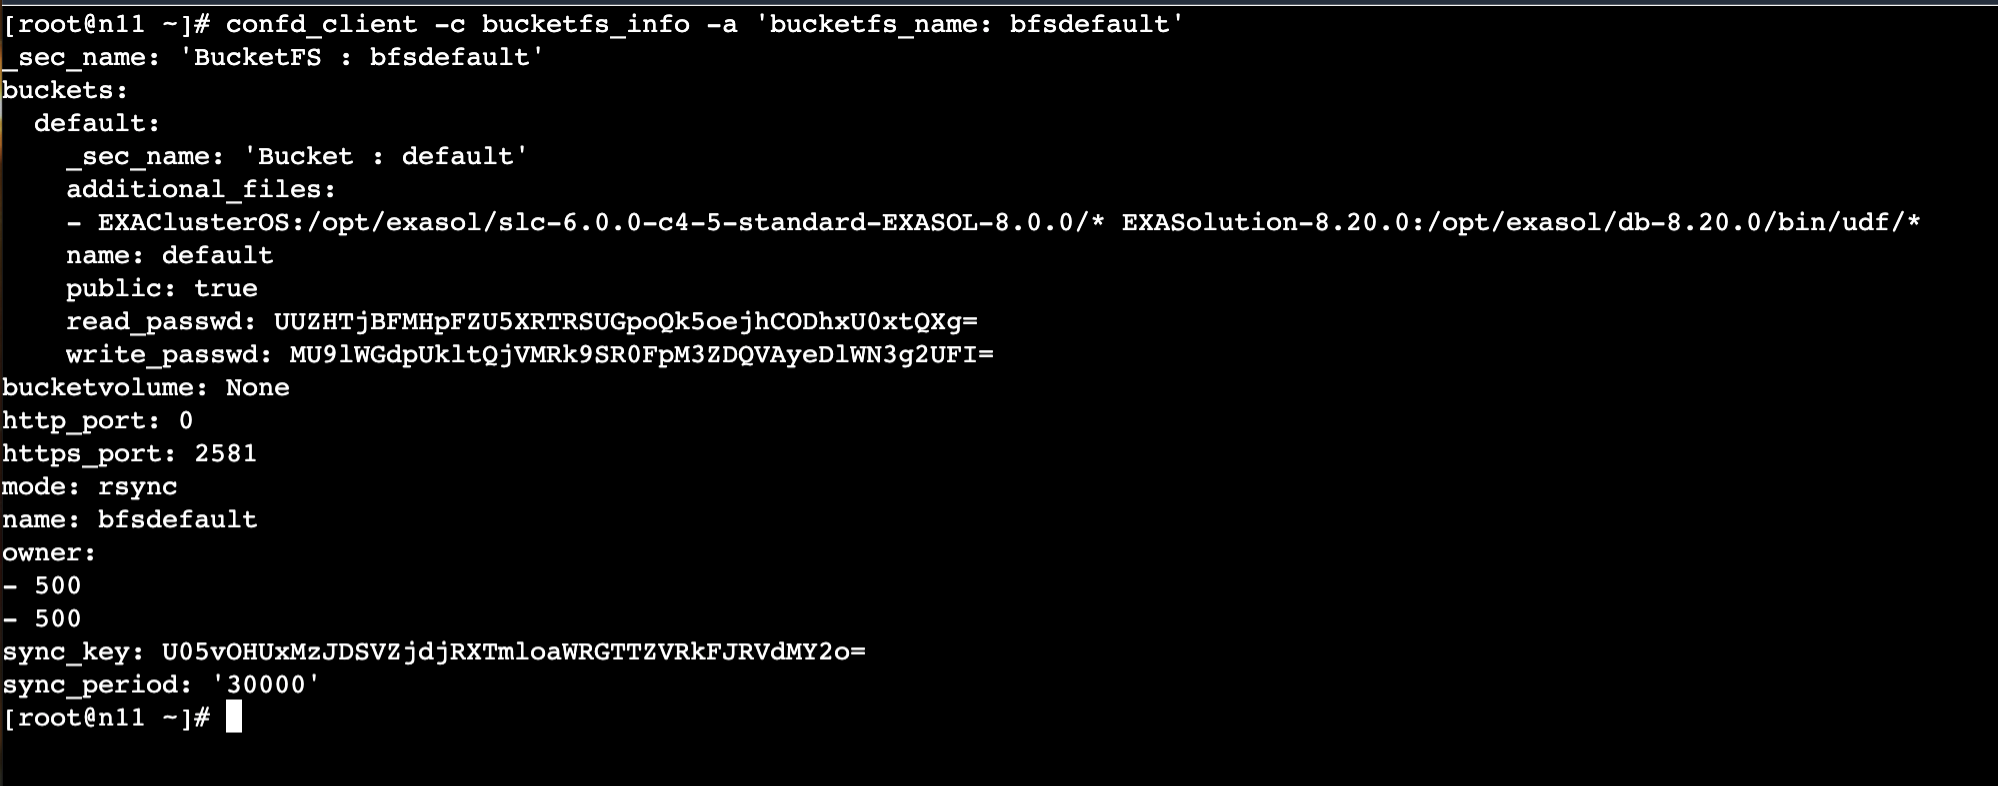 [root@n11 ~]# confd_client -c bucketfs_info -a 'bucketfs_name: bfsdefault'
_sec_name: 'BucketFS : bfsdefault'
buckets:
  default:
    _sec_name: 'Bucket : default'
    additional_files:
    - EXAClusterOS:/opt/exasol/slc-6.0.0-c4-5-standard-EXASOL-8.0.0/* EXASolution-8.20.0:/opt/exasol/db-8.20.0/bin/udf/*
    name: default
    public: true
    read_passwd: UUZHTjBFMHpFZU5XRTRSUGpoQk5oejhCODhxU0xtQXg=
    write_passwd: MU9lWGdpUkltQjVMRk9SR0FpM3ZDQVAyeDlWN3g2UFI=
bucketvolume: None
http_port: 0
https_port: 2581
mode: rsync
name: bfsdefault
owner:
- 500
- 500
sync_key: U05vOHUxMzJDSVZjdjRXTmloaWRGTTZVRkFJRVdMY2o=
sync_period: '30000'
[root@n11 ~]#